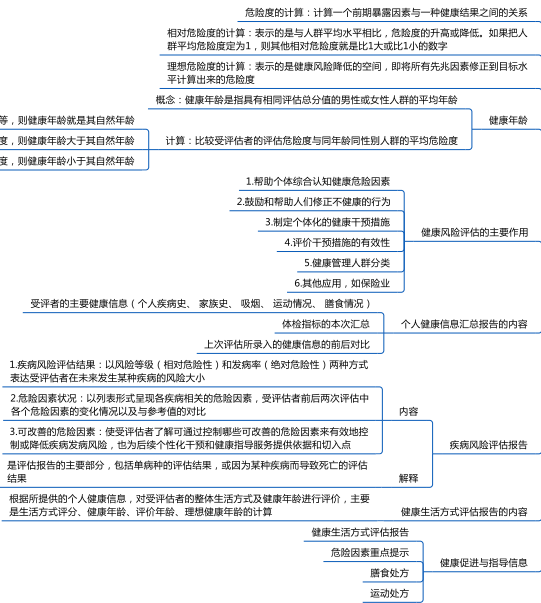 危险度的计算：计算一个前期暴露因素与一种健康结果之间的关系
相对危险度的计算：表示的是与人群平均水平相比，危险度的升高或降低。如果把人
群平均危险度定为1，则其他相对危险度就是比1大或比1小的数字
理想危险度的计算：表示的是健康风险降低的空间，即将所有先兆因素修正到目标水
平计算出来的危险度
概念：健康年龄是指具有相同评估总分值的男性或女性人群的平均年龄
健康年龄
等，则健康年龄就是其自然年龄
度，则健康年龄大于其自然年龄
度，则健康年龄小于其自然年龄
计算：比较受评估者的评估危险度与同年龄同性别人群的平均危险度
1.帮助个体综合认知健康危险因素
2.鼓励和帮助人们修正不健康的行为
3.制定个体化的健康干预措施
4.评价干预措施的有效性
5.健康管理人群分类
6.其他应用，如保险业
健康风险评估的主要作用
受评者的主要健康信息（个人疾病史、 家族史、 吸烟、 运动情况、 膳食情况）
体检指标的本次汇总
上次评估所录入的健康信息的前后对比
个人健康信息汇总报告的内容
1.疾病风险评估结果：以风险等级（相对危险性）和发病率（绝对危险性）两种方式
表达受评估者在未来发生某种疾病的风险大小
2.危险因素状况：以列表形式呈现各疾病相关的危险因素，受评估者前后两次评估中
各个危险因素的变化情况以及与参考值的对比
3.可改善的危险因素：使受评估者了解可通过控制哪些可改善的危险因素来有效地控
制或降低疾病发病风险，也为后续个性化干预和健康指导服务提供依据和切入点
内容
疾病风险评估报告
是评估报告的主要部分，包括单病种的评估结果，或因为某种疾病而导致死亡的评估
结果
解释
根据所提供的个人健康信息，对受评估者的整体生活方式及健康年龄进行评价，主要
是生活方式评分、健康年龄、评价年龄、理想健康年龄的计算
健康生活方式评估报告的内容
健康生活方式评估报告
危险因素重点提示
膳食处方
运动处方
健康促进与指导信息